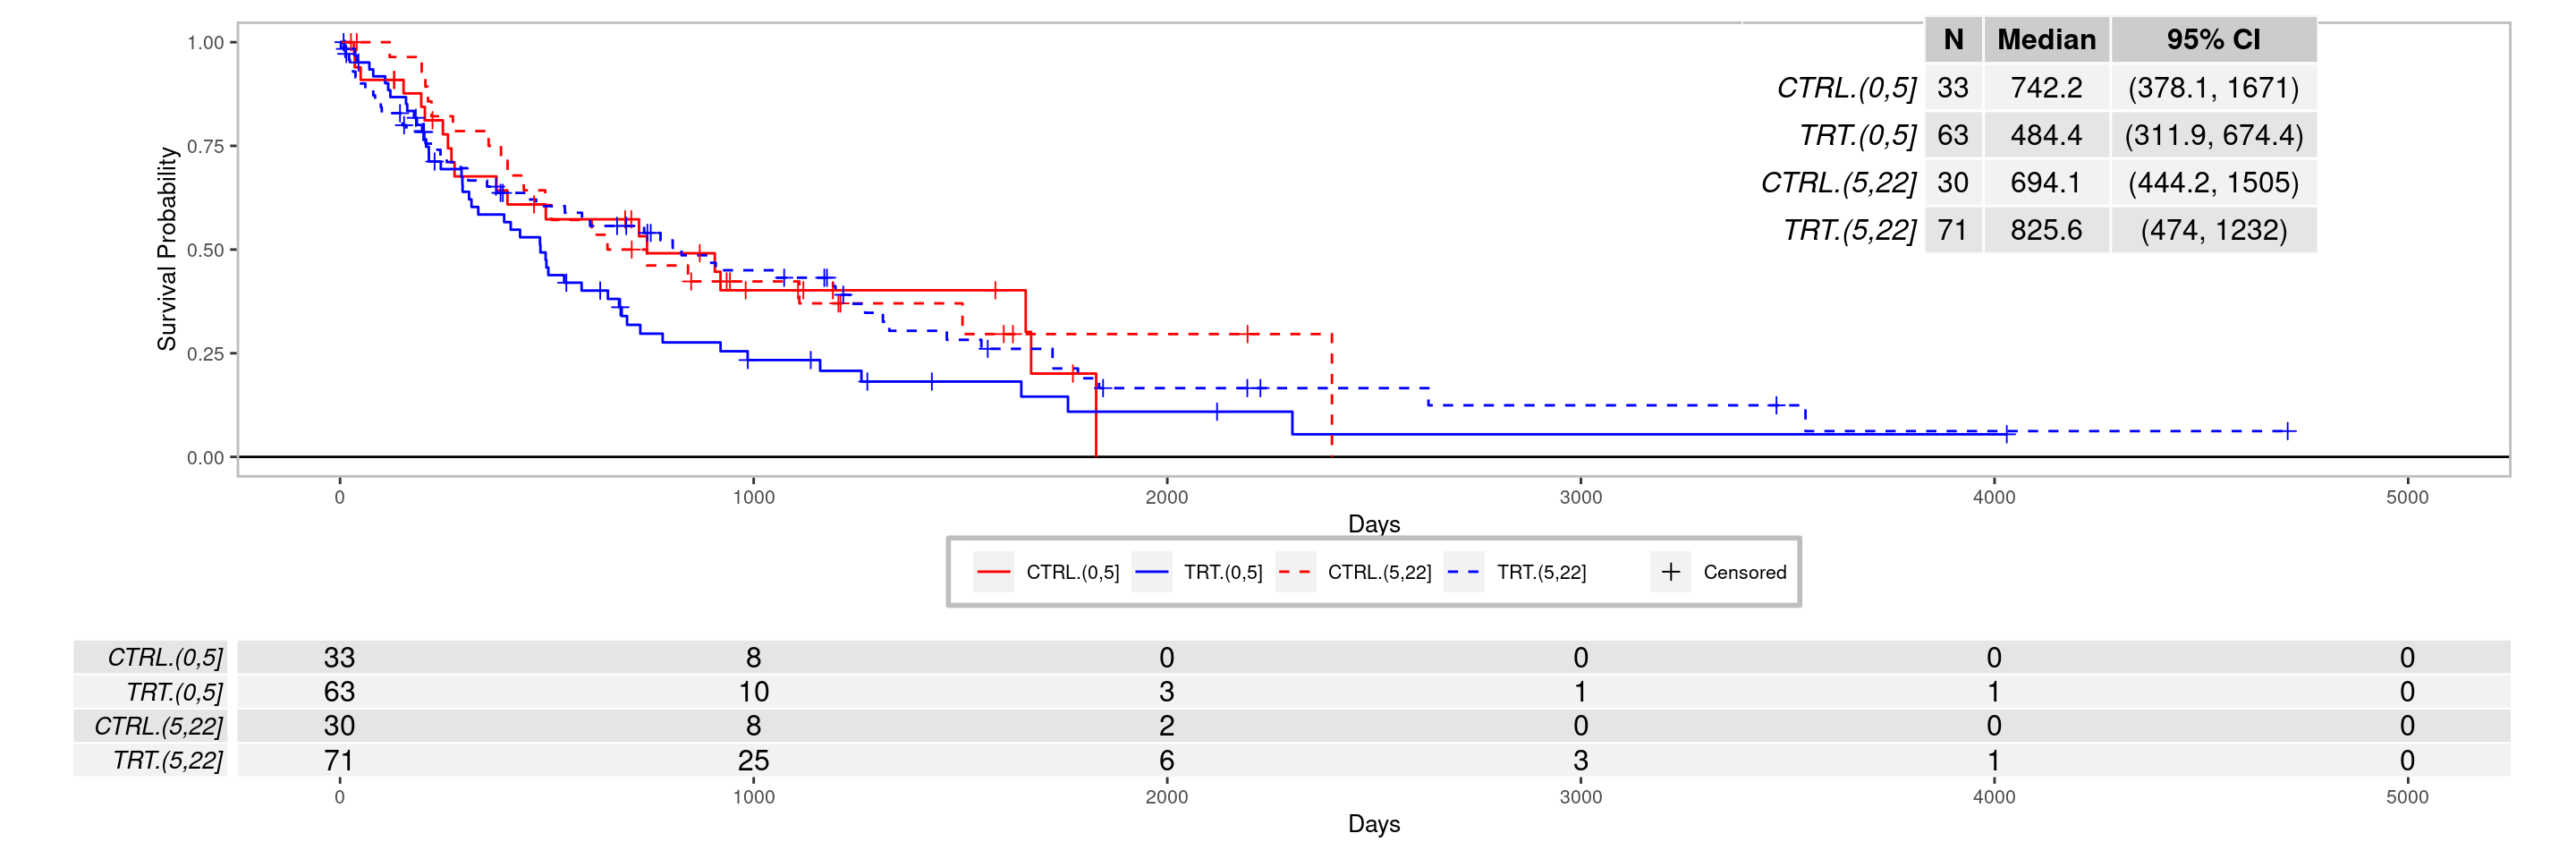 N Median 95% CI
CTRL.(0,5] 33 742.2 (378.1, 1671)
TRT.(0,5] 63 484.4 (311.9, 674.4)
CTRL.(5,22] 30 694.1 (444.2, 1505)
TRT.(5,22] 71 825.6 (474, 1232)
Survival Probability
1.00
0.75
0.50
0.25
0.00
0 1000 2000 3000 4000 5000
Days
CTRL.(0,5] TRT.(0,5] CTRL.(5,22] TRT.(5,22] Censored
CTRL.(0,5] 33 8 0 0 0 0
TRT.(0,5] 63 10 3 1 1 0
CTRL.(5,22] 30 8 2 0 0 0
TRT.(5,22] 71 25 6 3 1 0
0 1000 2000 3000 4000 5000
Days